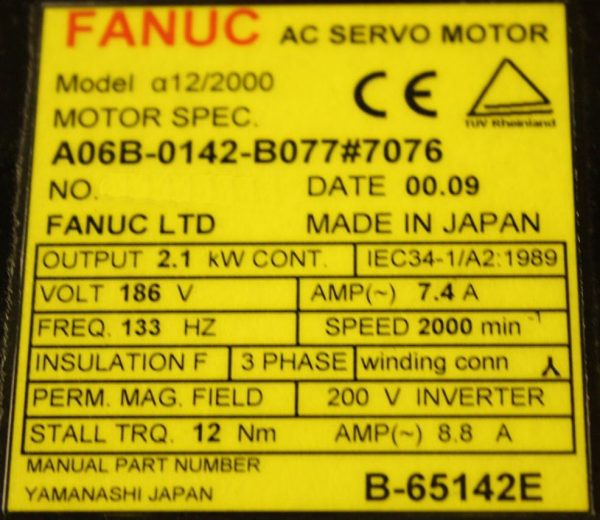 FANUC AC SERVO MOTOR
Model α12/2000
CE
MOTOR SPEC.
TÜV Rheinland
A06B-0142-B077#7076
NO. DATE 00.09
FANUC LTD MADE IN JAPAN
OUTPUT 2.1 kW CONT. IEC34-1/A2:1989
VOLT 186 V AMP(~) 7.4 A
FREQ. 133 HZ SPEED 2000 min⁻¹
INSULATION F 3 PHASE winding conn
PERM. MAG. FIELD 200 V INVERTER
STALL TRQ. 12 Nm AMP(~) 8.8 A
MANUAL PART NUMBER
YAMANASHI JAPAN B-65142E